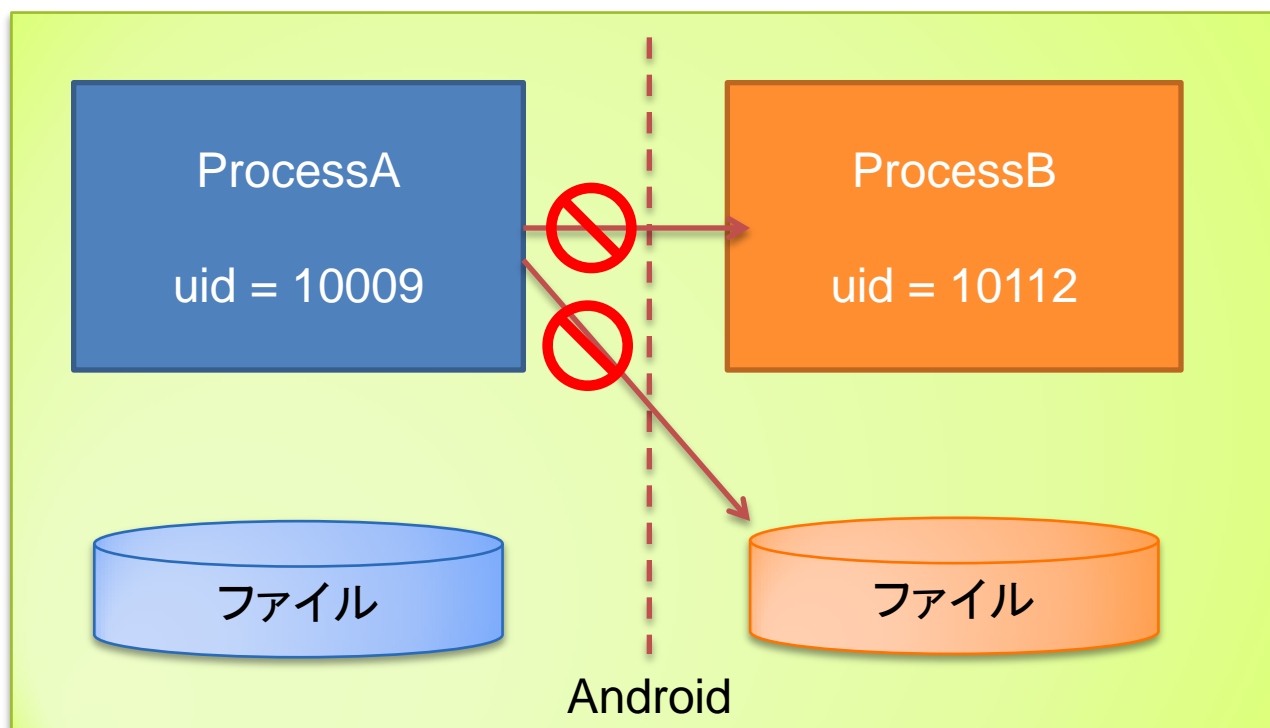 ProcessA
uid = 10009
ProcessB
uid = 10112
ファイル
ファイル
Android